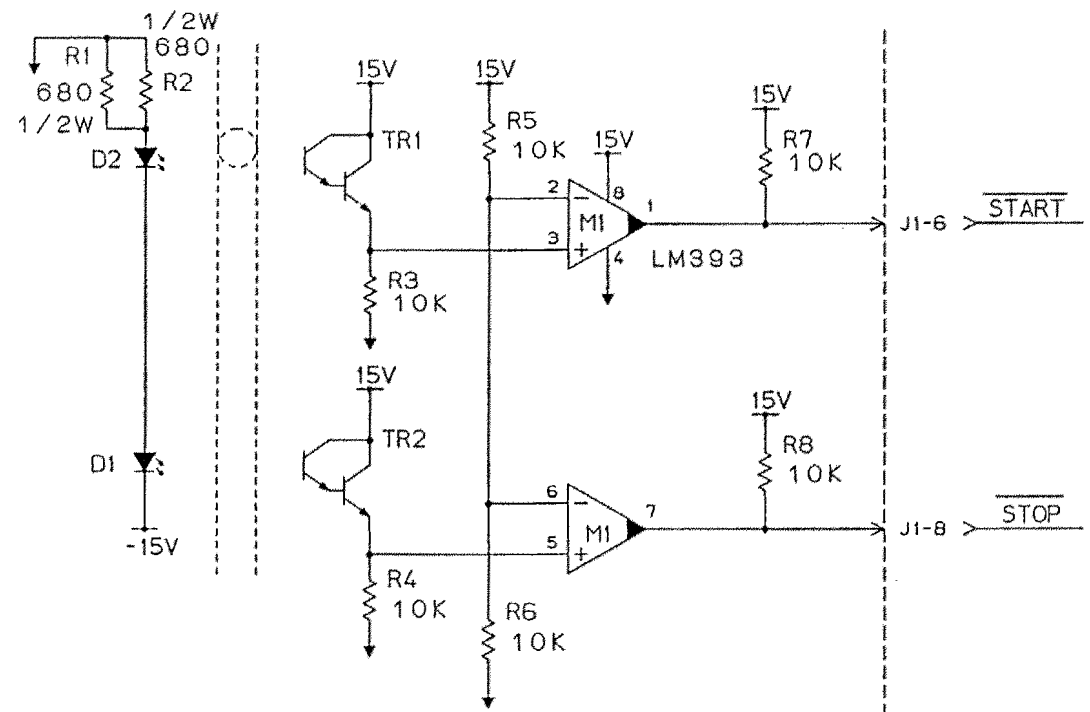 1/2W
680
R1
R2
680
1/2W
D2
D1
-15V
15V
TR1
R3
10K
15V
TR2
R4
10K
15V
R5
10K
15V
2
-
8
M1
1
3
+
4
LM393
15V
R7
10K
J1-6
START
6
-
M1
7
5
+
R6
10K
15V
R8
10K
J1-8
STOP